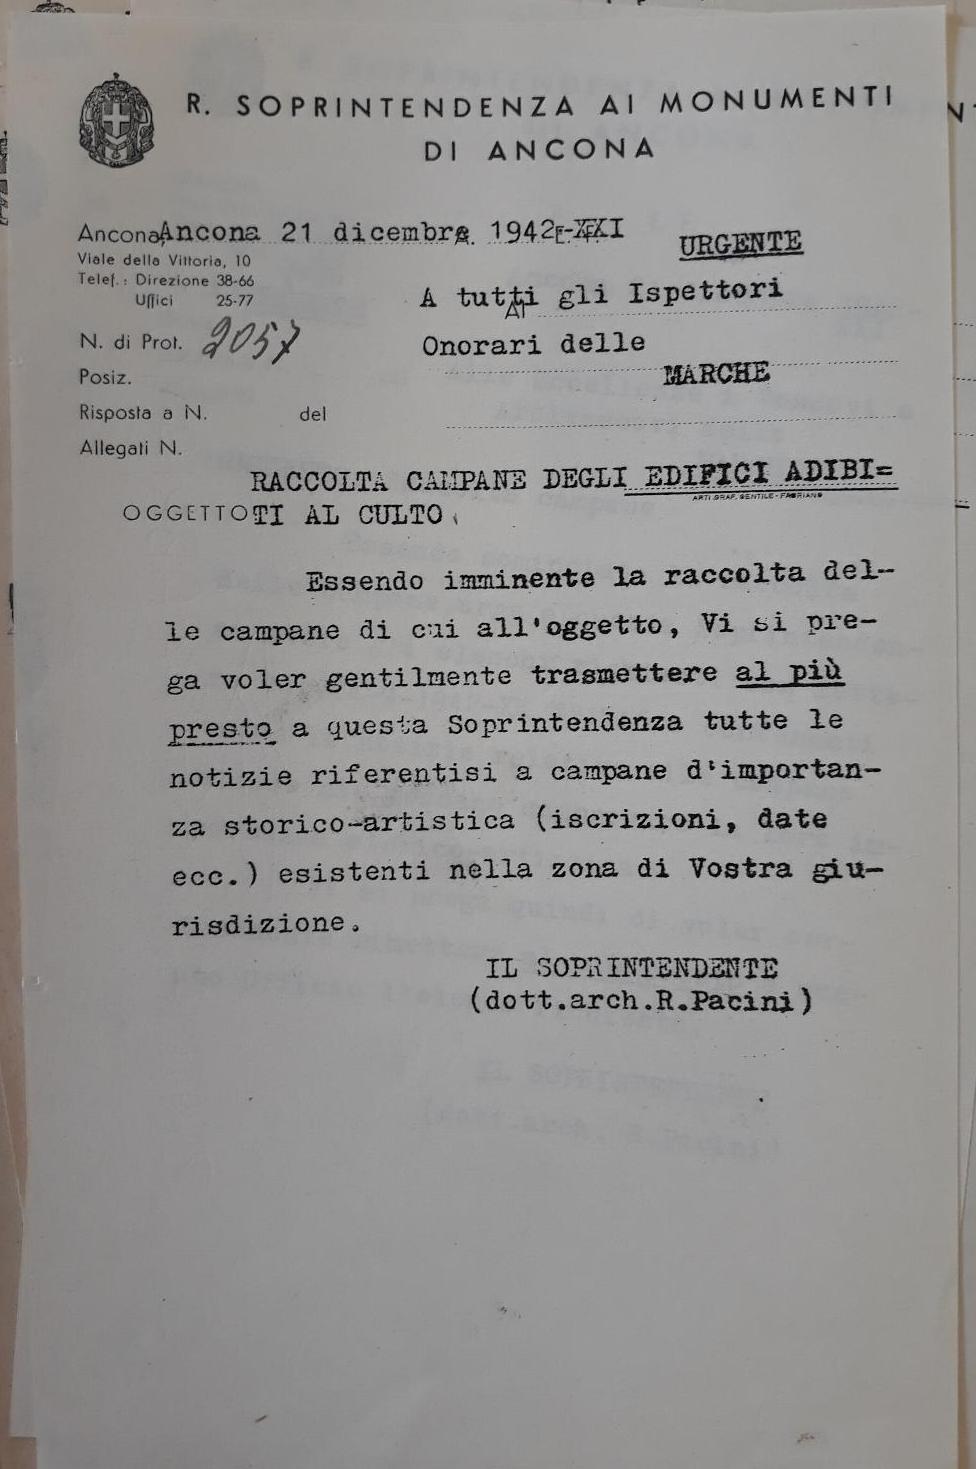 R. SOPRINTENDENZA AI MONUMENTI
DI ANCONA
Ancona, Ancona 21 dicembre 1942-XXI
URGENTE
Viale della Vittoria, 10
Telef.: Direzione 38-66
Uffici 25-77
A tutti gli Ispettori
AI
N. di Prot. 2057
Onorari delle
MARCHE
Posiz.
Risposta a N. del
Allegati N.
RACCOLTA CAMPANE DEGLI EDIFICI ADIBI=
ARTI GRAF. GENTILE - FABRIANO
OGGETTO TI AL CULTO.
Essendo imminente la raccolta del-
le campane di cui all'oggetto, Vi si pre-
ga voler gentilmente trasmettere al più
presto a questa Soprintendenza tutte le
notizie riferentisi a campane d'importan-
za storico-artistica (iscrizioni, date
ecc.) esistenti nella zona di Vostra giu-
risdizione.
IL SOPRINTENDENTE
(dott.arch.R.Pacini)